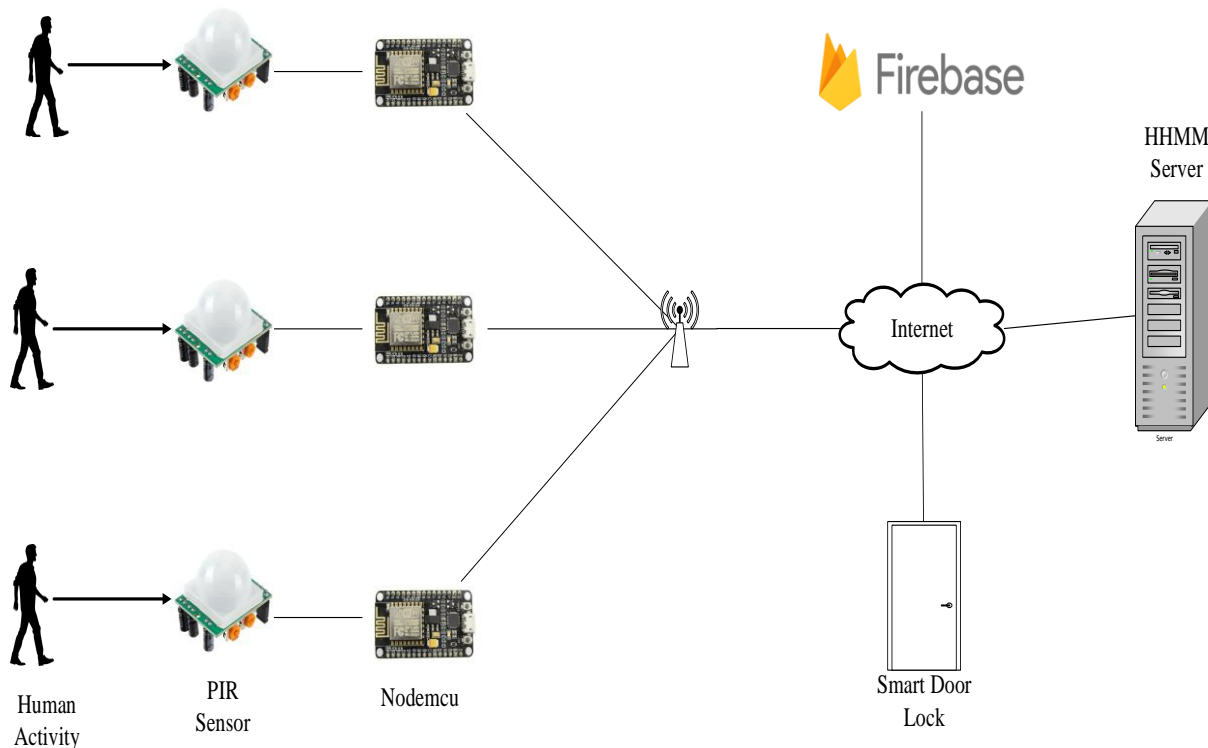 Firebase
HHMM
Server
Internet
Server
Smart Door
Lock
Human
Activity
PIR
Sensor
Nodemcu